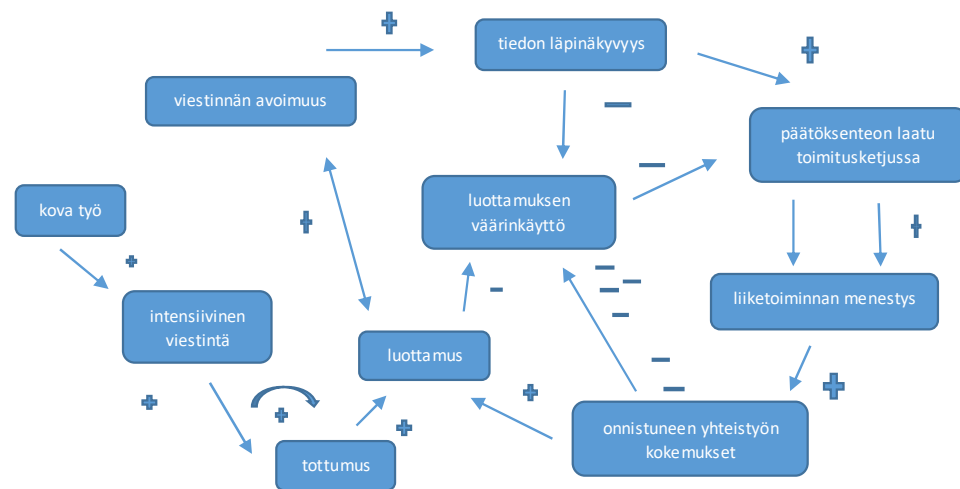 tiedon läpinäkyvyys
viestinnän avoimuus
päätöksenteon laatu
toimitusketjussa
kova työ
luottamuksen
väärinkäyttö
intensiivinen
viestintä
liiketoiminnan menestys
luottamus
onnistuneen yhteistyön
kokemukset
tottumus